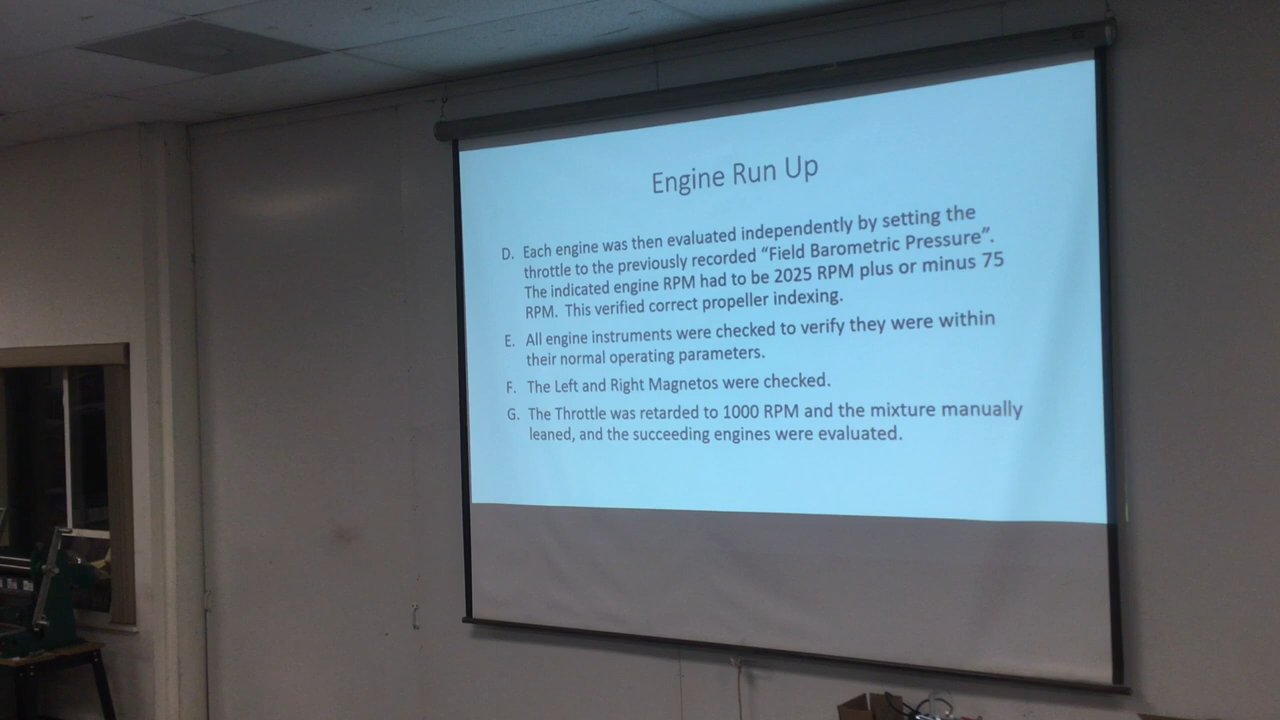 Engine Run Up
D. Each engine was then evaluated independently by setting the
throttle to the previously recorded “Field Barometric Pressure”.
The indicated engine RPM had to be 2025 RPM plus or minus 75
RPM. This verified correct propeller indexing.
E. All engine instruments were checked to verify they were within
their normal operating parameters.
F. The Left and Right Magnetos were checked.
G. The Throttle was retarded to 1000 RPM and the mixture manually
leaned, and the succeeding engines were evaluated.